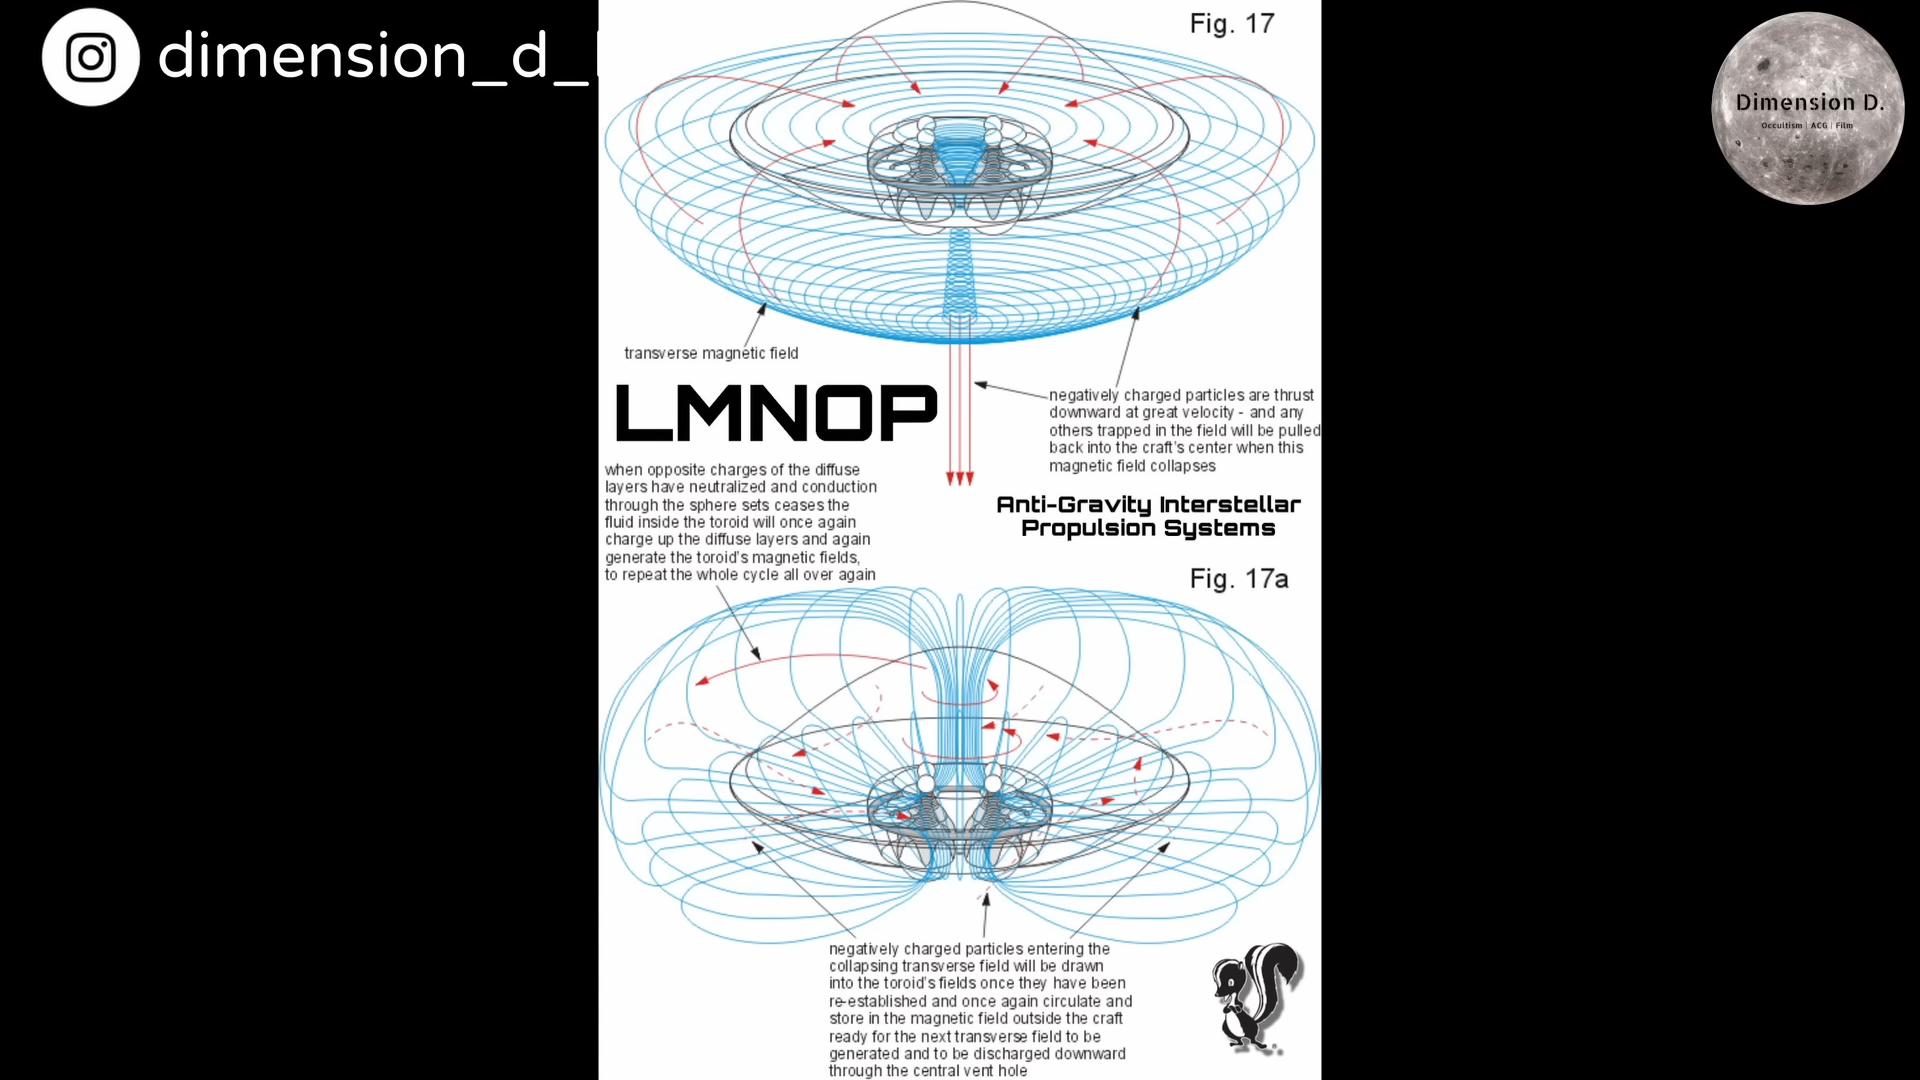 dimension_d_
Fig. 17
Dimension D.
Occultism | ACG | Film
transverse magnetic field
LMNOP
negatively charged particles are thrust
downward at great velocity - and any
others trapped in the field will be pulled
back into the craft's center when this
magnetic field collapses
when opposite charges of the diffuse
layers have neutralized and conduction
through the sphere sets ceases the
fluid inside the toroid will once again
charge up the diffuse layers and again
generate the toroid's magnetic fields,
to repeat the whole cycle all over again
Anti-Gravity Interstellar
Propulsion Systems
Fig. 17a
negatively charged particles entering the
collapsing transverse field will be drawn
into the toroid's fields once they have been
re-established and once again circulate and
store in the magnetic field outside the craft
ready for the next transverse field to be
generated and to be discharged downward
through the central vent hole